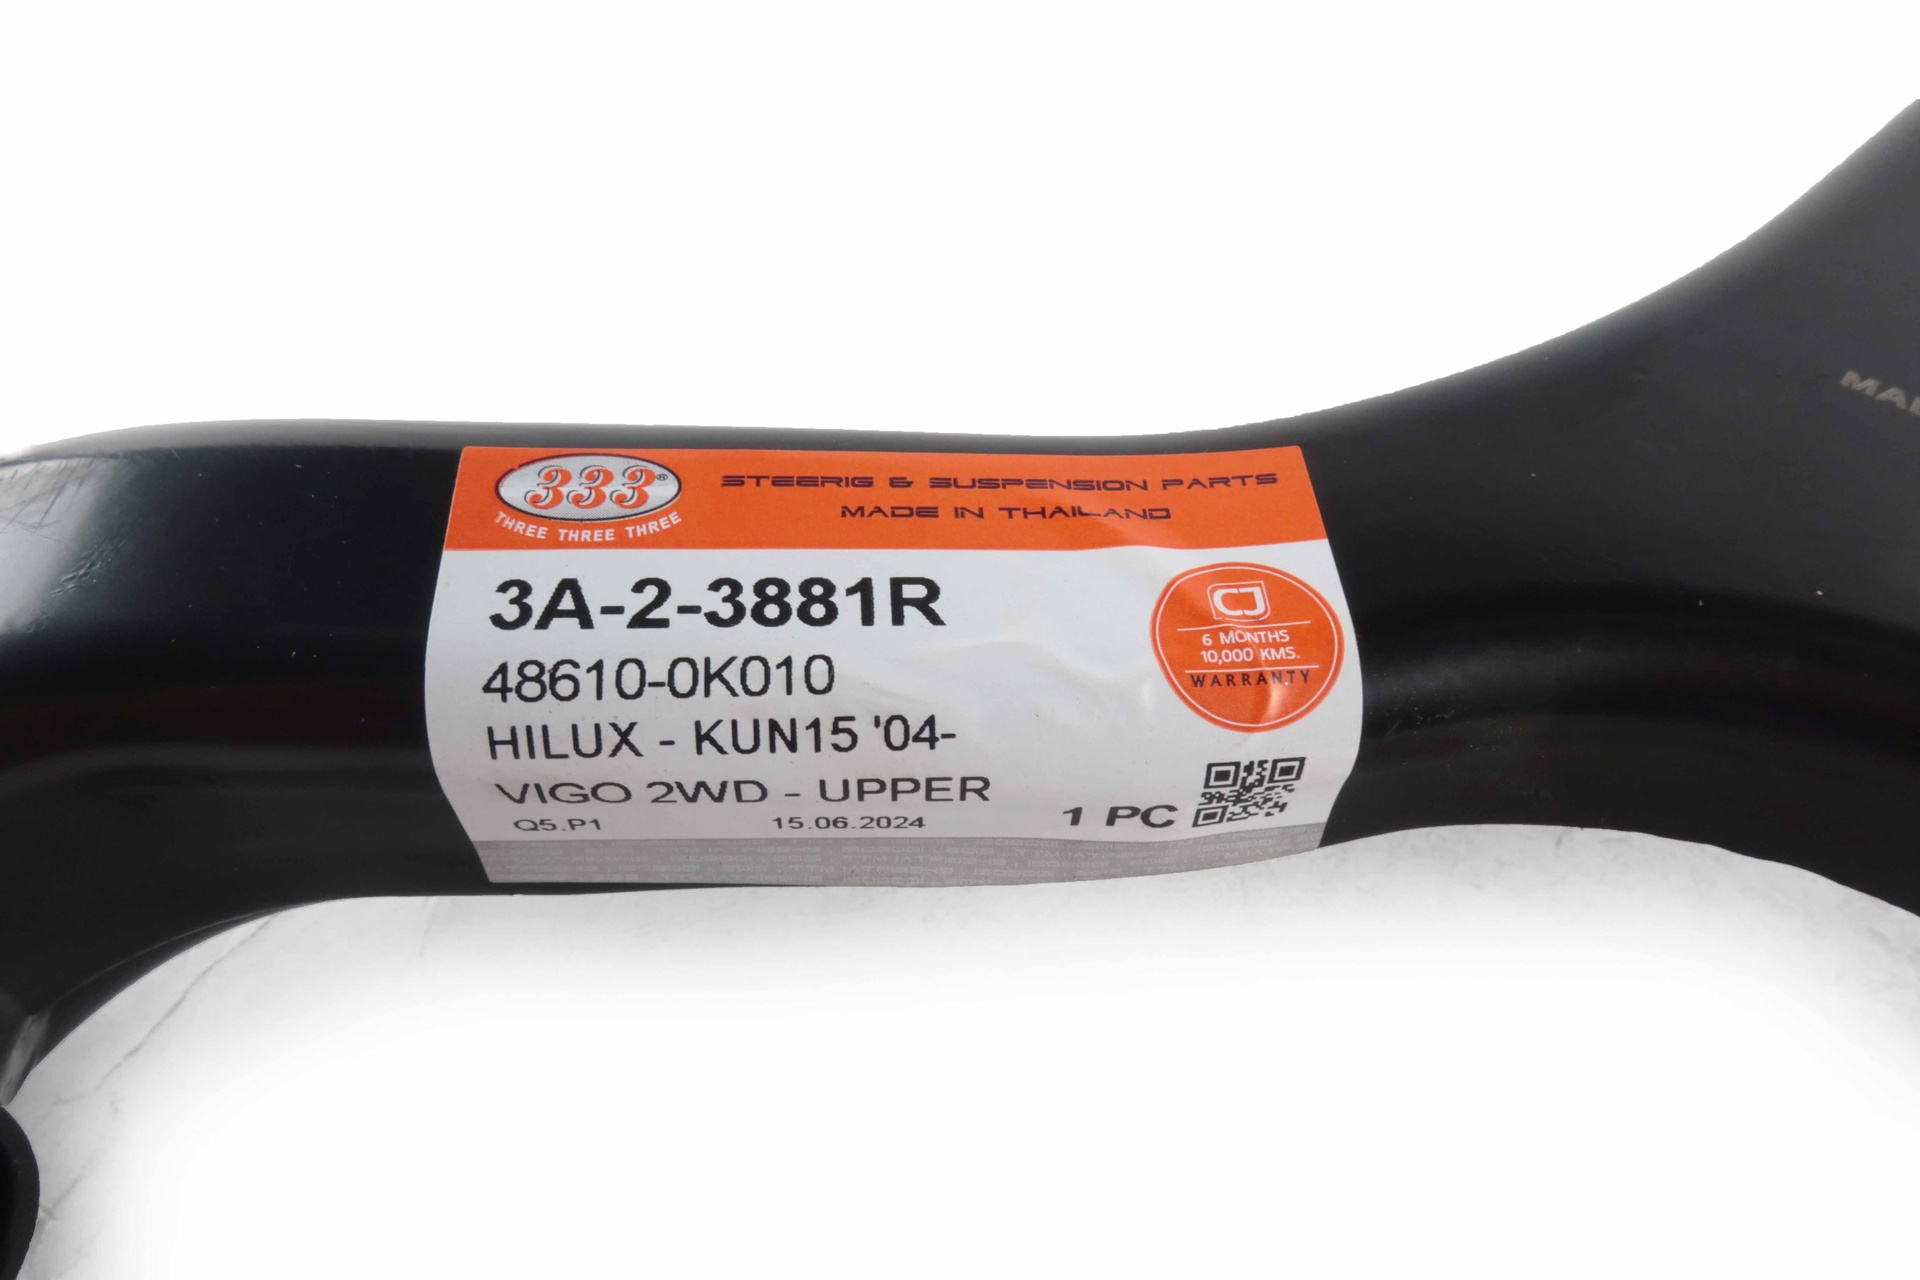 333®
THREE THREE THREE
STEERIG & SUSPENSION PARTS
MADE IN THAILAND
3A-2-3881R
48610-0K010
HILUX - KUN15 '04-
VIGO 2WD - UPPER
Q5.P1 15.06.2024
1 PC
CJ
6 MONTHS
10,000 KMS.
WARRANTY